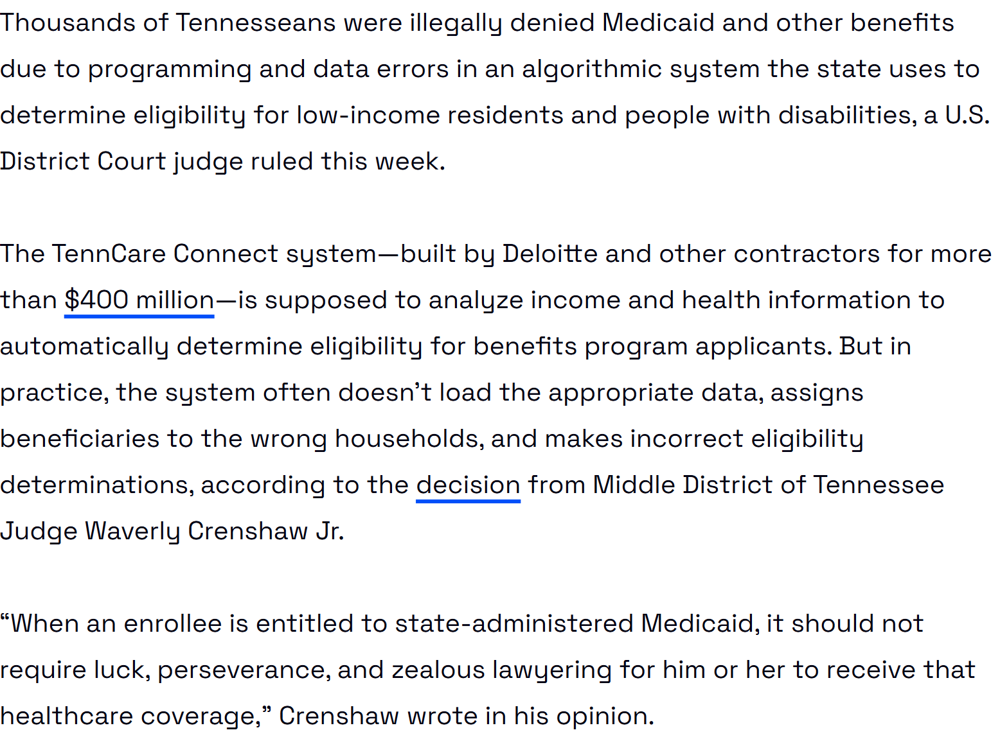 Thousands of Tennesseans were illegally denied Medicaid and other benefits
due to programming and data errors in an algorithmic system the state uses to
determine eligibility for low-income residents and people with disabilities, a U.S.
District Court judge ruled this week.
The TennCare Connect system—built by Deloitte and other contractors for more
than $400 million—is supposed to analyze income and health information to
automatically determine eligibility for benefits program applicants. But in
practice, the system often doesn’t load the appropriate data, assigns
beneficiaries to the wrong households, and makes incorrect eligibility
determinations, according to the decision from Middle District of Tennessee
Judge Waverly Crenshaw Jr.
“When an enrollee is entitled to state-administered Medicaid, it should not
require luck, perseverance, and zealous lawyering for him or her to receive that
healthcare coverage,” Crenshaw wrote in his opinion.